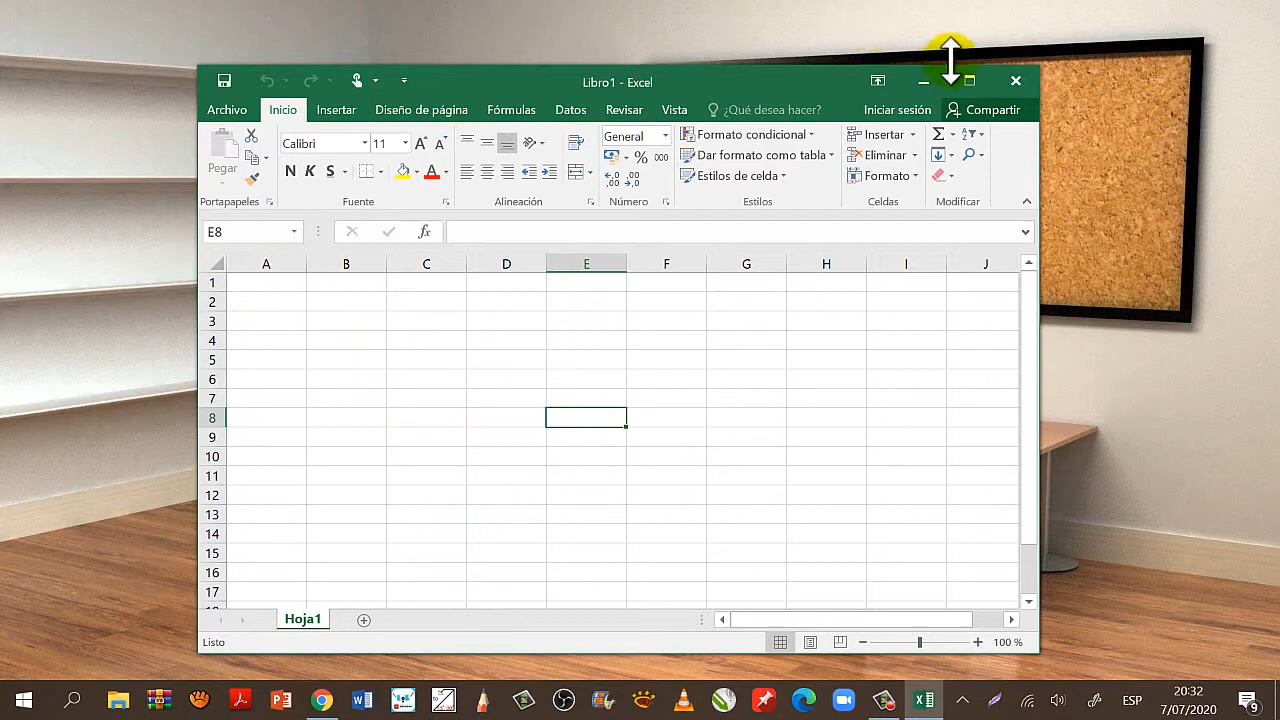 Libro1 - Excel
Archivo Inicio Insertar Diseño de página Fórmulas Datos Revisar Vista ¿Qué desea hacer? Iniciar sesión Compartir
Pegar
Calibri 11
N K S
A
General
% 000
Formato condicional
Dar formato como tabla
Estilos de celda
Insertar
Eliminar
Formato
Portapapeles Fuente Alineación Número Estilos Celdas Modificar
E8 fx
A B C D E F G H I J
1
2
3
4
5
6
7
8
9
10
11
12
13
14
15
16
17
Hoja1
Listo 100 %
ESP
20:32
7/07/2020
9